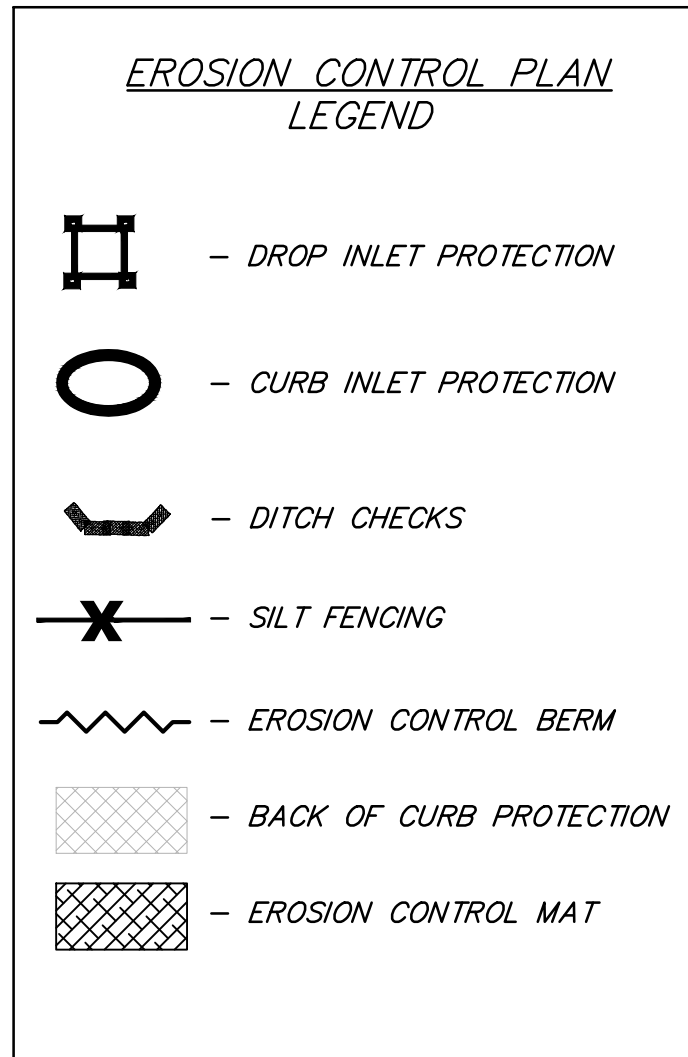 EROSION CONTROL PLAN
LEGEND
– DROP INLET PROTECTION
– CURB INLET PROTECTION
– DITCH CHECKS
– SILT FENCING
– EROSION CONTROL BERM
– BACK OF CURB PROTECTION
– EROSION CONTROL MAT